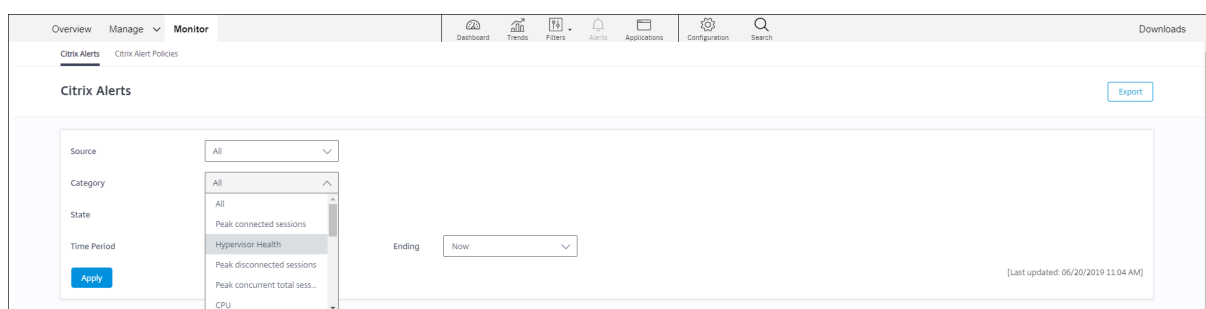 Overview Manage Monitor Dashboard Trends Filters Alerts Applications Configuration Search Downloads
Citrix Alerts Citrix Alert Policies
Citrix Alerts Export
Source All
Category All
All
State
Peak connected sessions
Time Period Hypervisor Health Ending Now
Peak disconnected sessions
Apply [Last updated: 06/20/2019 11:04 AM]
Peak concurrent total sess...
CPU